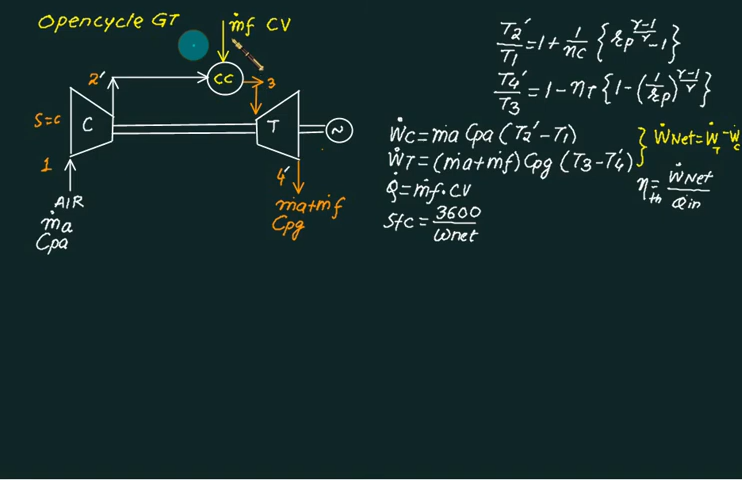 Opencycle GT
ṁf CV
2'
CC
3
S=C
C
T
~
1
4'
AIR
ṁa
Cpa
ṁa+ṁf
Cpg
T2'/T1 = 1 + 1/ηc { rp^((γ-1)/γ) - 1 }
T4'/T3 = 1 - ηT { 1 - (1/rp)^((γ-1)/γ) }
Ẇc = ṁa Cpa (T2' - T1)
ẆT = (ṁa+ṁf) Cpg (T3 - T4')
} ẆNet = ẆT - Ẇc
Q̇ = ṁf · CV
ηth = ẆNet / Q̇in
Sfc = 3600 / Wnet